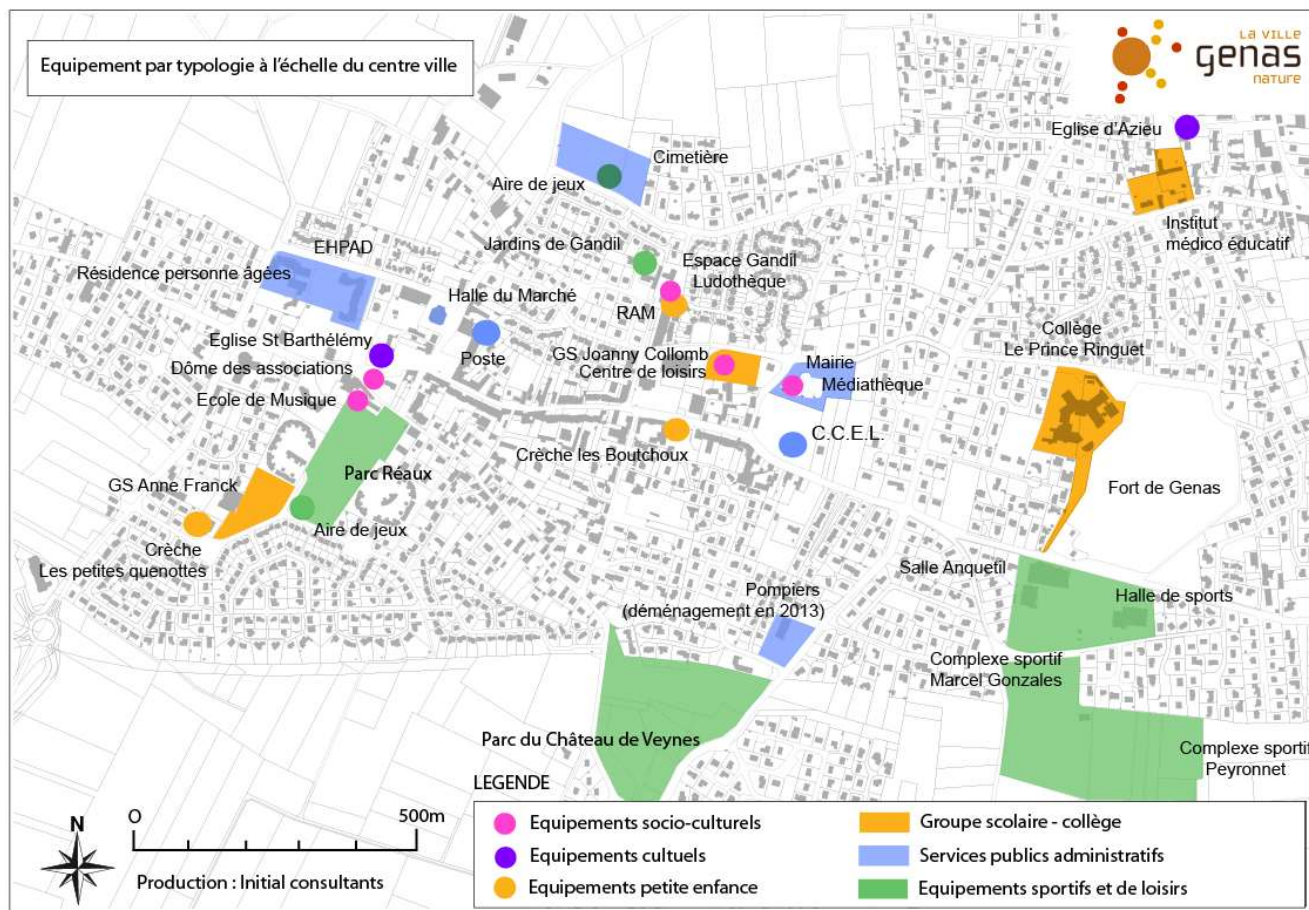 Equipement par typologie à l'échelle du centre ville
LA VILLE
genas
NATURE
Eglise d'Azieu
Cimetière
Aire de jeux
Institut
médico éducatif
Jardins de Gandil
EHPAD
Espace Gandil
Ludothèque
Résidence personne âgées
Halle du Marché
RAM
Collège
Le Prince Ringuet
Eglise St Barthélémy
Poste
GS Joanny Collomb
Centre de loisirs
Mairie
Médiathèque
Dôme des associations
Ecole de Musique
C.C.E.L.
Crèche les Boutchoux
Parc Réaux
GS Anne Franck
Fort de Genas
Aire de jeux
Crèche
Les petites quenottes
Salle Anquetil
Pompiers
(déménagement en 2013)
Halle de sports
Complexe sportif
Marcel Gonzales
Parc du Château de Veynes
Complexe sportif
Peyronnet
LEGENDE
N
O
500m
Production : Initial consultants
Equipements socio-culturels
Equipements cultuels
Equipements petite enfance
Groupe scolaire - collège
Services publics administratifs
Equipements sportifs et de loisirs